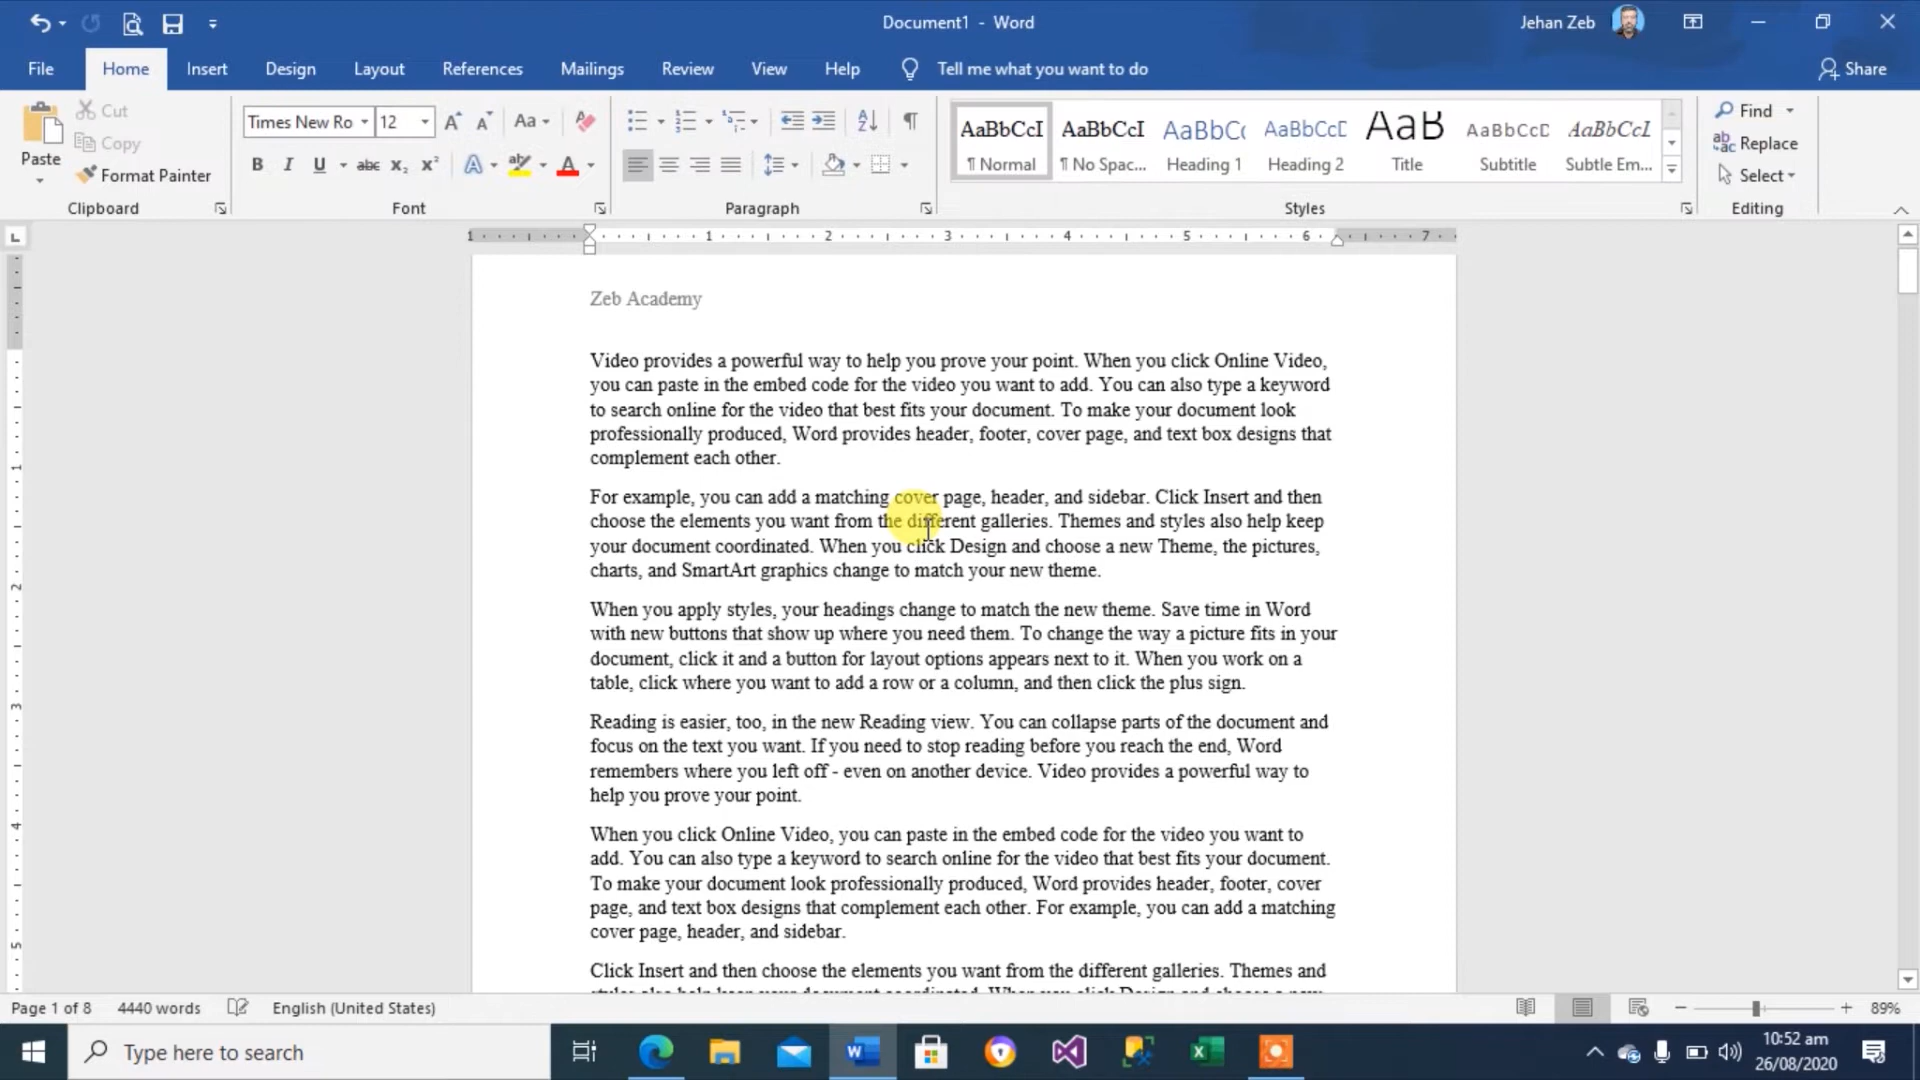 Document1 - Word
Jehan Zeb
File Home Insert Design Layout References Mailings Review View Help Tell me what you want to do Share
Paste
Cut
Copy
Format Painter
Clipboard
Times New Ro 12
Font
Paragraph
AaBbCcI AaBbCcI AaBbCc AaBbCcD AaB AaBbCcD AaBbCcI
¶ Normal ¶ No Spac... Heading 1 Heading 2 Title Subtitle Subtle Em...
Styles
Find
Replace
Select
Editing
1 1 2 3 4 5 6 7
Zeb Academy
Video provides a powerful way to help you prove your point. When you click Online Video,
you can paste in the embed code for the video you want to add. You can also type a keyword
to search online for the video that best fits your document. To make your document look
professionally produced, Word provides header, footer, cover page, and text box designs that
complement each other.
For example, you can add a matching cover page, header, and sidebar. Click Insert and then
choose the elements you want from the different galleries. Themes and styles also help keep
your document coordinated. When you click Design and choose a new Theme, the pictures,
charts, and SmartArt graphics change to match your new theme.
When you apply styles, your headings change to match the new theme. Save time in Word
with new buttons that show up where you need them. To change the way a picture fits in your
document, click it and a button for layout options appears next to it. When you work on a
table, click where you want to add a row or a column, and then click the plus sign.
Reading is easier, too, in the new Reading view. You can collapse parts of the document and
focus on the text you want. If you need to stop reading before you reach the end, Word
remembers where you left off - even on another device. Video provides a powerful way to
help you prove your point.
When you click Online Video, you can paste in the embed code for the video you want to
add. You can also type a keyword to search online for the video that best fits your document.
To make your document look professionally produced, Word provides header, footer, cover
page, and text box designs that complement each other. For example, you can add a matching
cover page, header, and sidebar.
Click Insert and then choose the elements you want from the different galleries. Themes and
Page 1 of 8 4440 words English (United States) 89%
Type here to search
10:52 am
26/08/2020